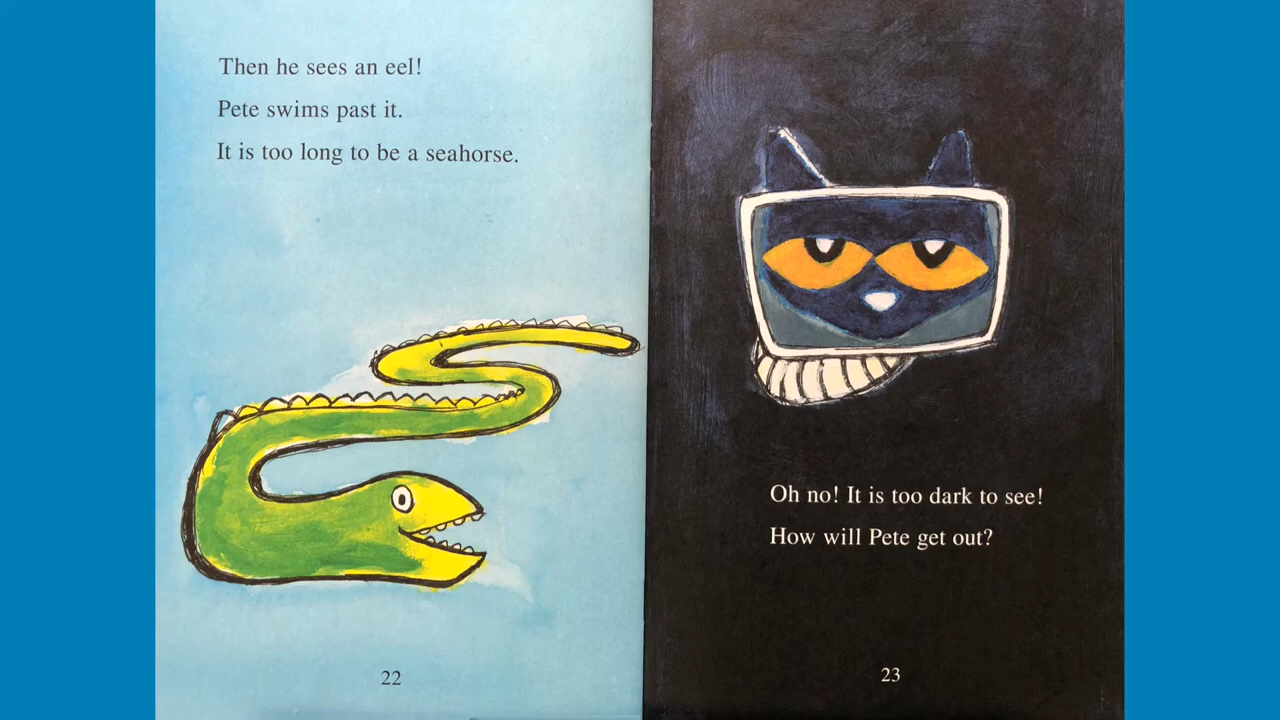 Then he sees an eel!
Pete swims past it.
It is too long to be a seahorse.
22
Oh no! It is too dark to see!
How will Pete get out?
23